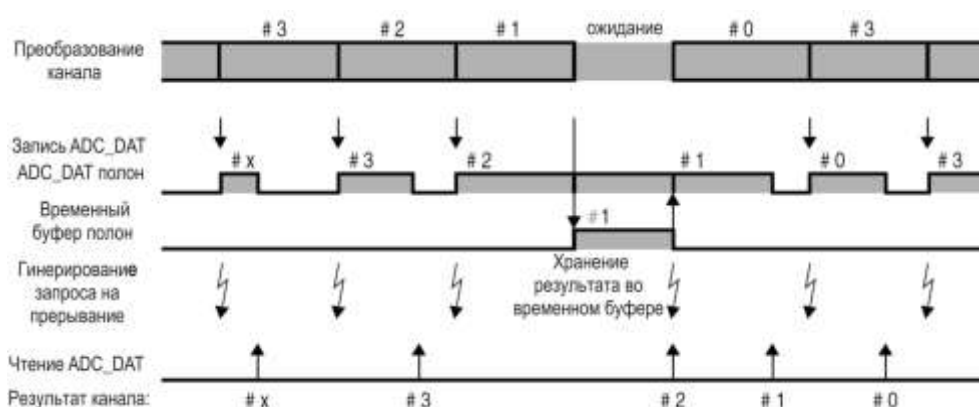 # 3 # 2 # 1 ожидание # 0 # 3
Преобразование
канала
Запись ADC_DAT
ADC_DAT полон
# x # 3 # 2 # 1 # 0 # 3
Временный
буфер полон
# 1
Гинерирование
запроса на
прерывание
Хранение
результата во
временном буфере
Чтение ADC_DAT
Результат канала: # x # 3 # 2 # 1 # 0